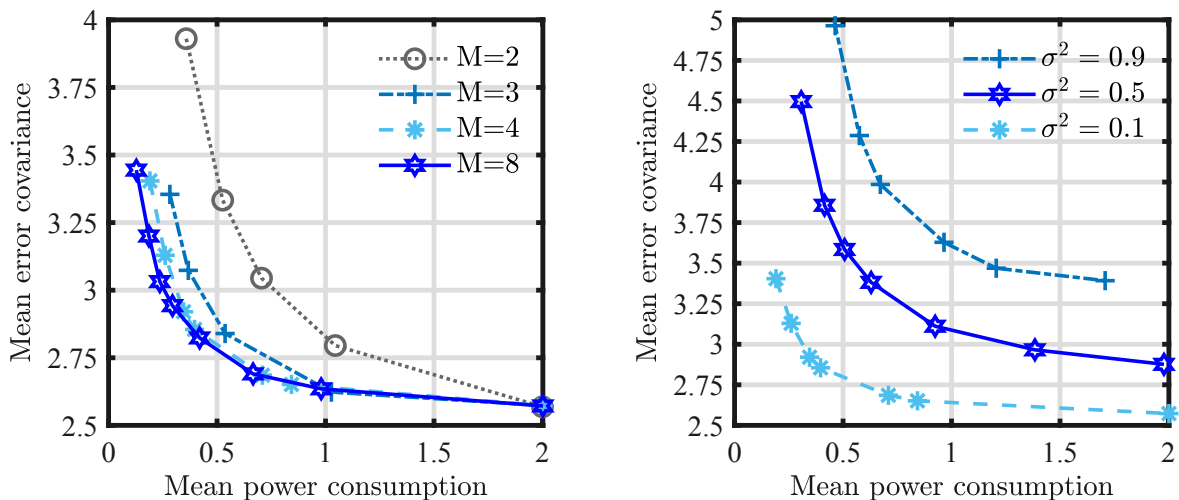 4
3.75
3.5
3.25
3
2.75
2.5
0
0.5
1
1.5
2
Mean error covariance
Mean power consumption
M=2
M=3
M=4
M=8
5
4.75
4.5
4.25
4
3.75
3.5
3.25
3
2.75
2.5
0
0.5
1
1.5
2
Mean error covariance
Mean power consumption
σ² = 0.9
σ² = 0.5
σ² = 0.1